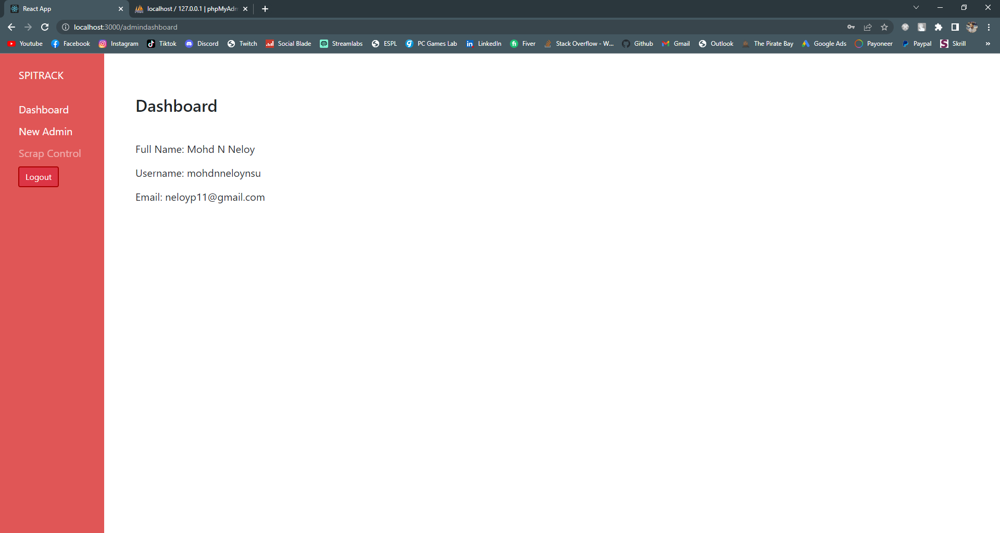 React App
localhost / 127.0.0.1 | phpMyAdm
localhost:3000/admindashboard
Youtube Facebook Instagram Tiktok Discord Twitch Social Blade Streamlabs ESPL PC Games Lab LinkedIn Fiver Stack Overflow - W... Github Gmail Outlook The Pirate Bay Google Ads Payoneer Paypal Skrill »
SPITRACK
Dashboard
New Admin
Scrap Control
Logout
Dashboard
Full Name: Mohd N Neloy
Username: mohdnneloynsu
Email: neloyp11@gmail.com